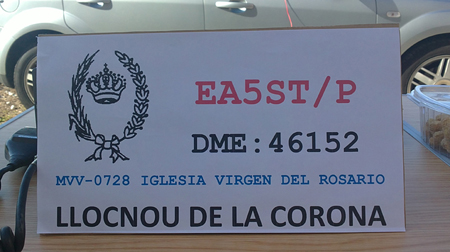 EA5ST/P
DME:46152
MVV-0728 IGLESIA VIRGEN DEL ROSARIO
LLOCNOU DE LA CORONA